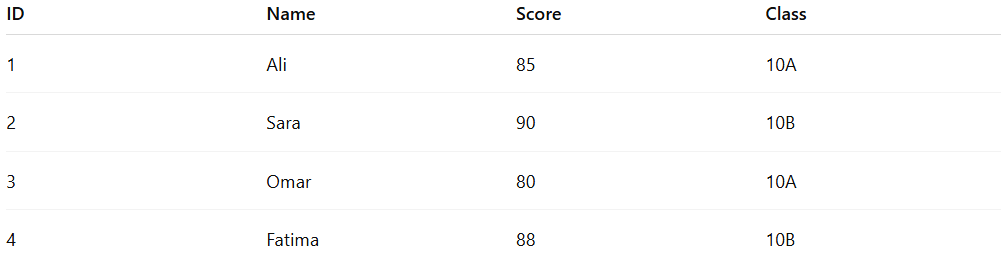 ID Name Score Class
1 Ali 85 10A
2 Sara 90 10B
3 Omar 80 10A
4 Fatima 88 10B